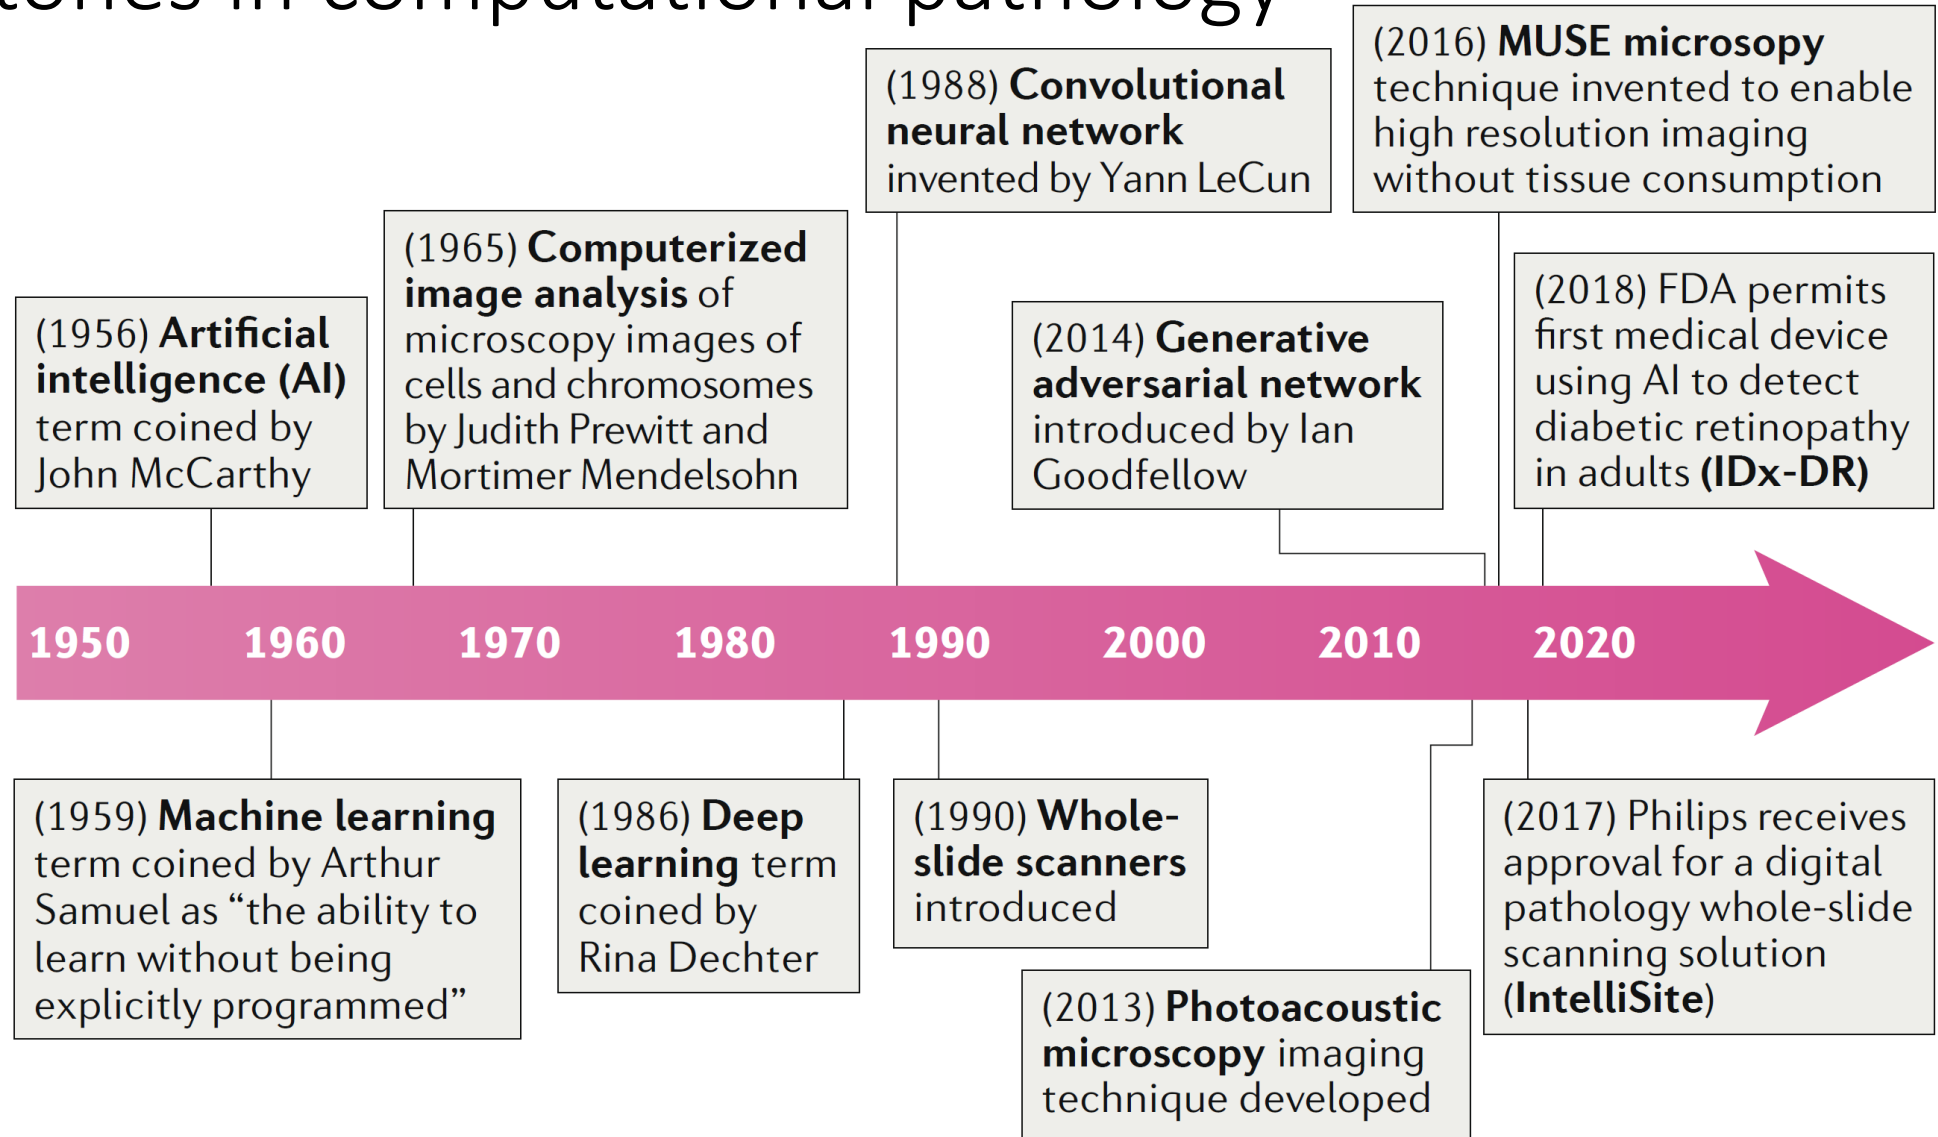 tones in computational pathology
(1988) Convolutional
neural network
invented by Yann LeCun
(2016) MUSE microsopy
technique invented to enable
high resolution imaging
without tissue consumption
(1965) Computerized
image analysis of
microscopy images of
cells and chromosomes
by Judith Prewitt and
Mortimer Mendelsohn
(1956) Artificial
intelligence (AI)
term coined by
John McCarthy
(2014) Generative
adversarial network
introduced by Ian
Goodfellow
(2018) FDA permits
first medical device
using AI to detect
diabetic retinopathy
in adults (IDx-DR)
1950 1960 1970 1980 1990 2000 2010 2020
(1959) Machine learning
term coined by Arthur
Samuel as “the ability to
learn without being
explicitly programmed”
(1986) Deep
learning term
coined by
Rina Dechter
(1990) Whole-
slide scanners
introduced
(2013) Photoacoustic
microscopy imaging
technique developed
(2017) Philips receives
approval for a digital
pathology whole-slide
scanning solution
(IntelliSite)